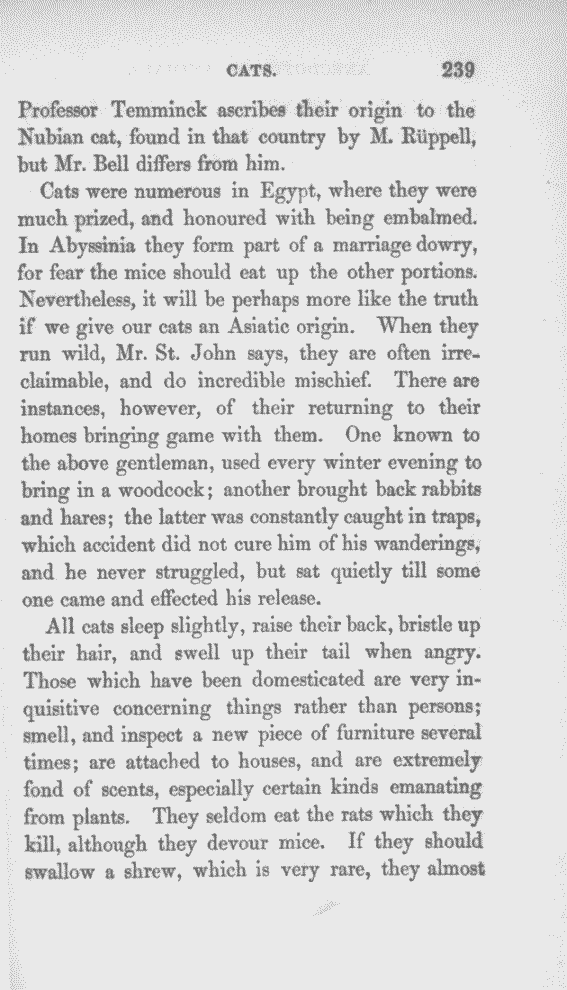 CATS. 239
Professor Temminck ascribes their origin to the
Nubian cat, found in that country by M. Rüppell,
but Mr. Bell differs from him.
Cats were numerous in Egypt, where they were
much prized, and honoured with being embalmed.
In Abyssinia they form part of a marriage dowry,
for fear the mice should eat up the other portions.
Nevertheless, it will be perhaps more like the truth
if we give our cats an Asiatic origin. When they
run wild, Mr. St. John says, they are often irre-
claimable, and do incredible mischief. There are
instances, however, of their returning to their
homes bringing game with them. One known to
the above gentleman, used every winter evening to
bring in a woodcock; another brought back rabbits
and hares; the latter was constantly caught in traps,
which accident did not cure him of his wanderings,
and he never struggled, but sat quietly till some
one came and effected his release.
All cats sleep slightly, raise their back, bristle up
their hair, and swell up their tail when angry.
Those which have been domesticated are very in-
quisitive concerning things rather than persons;
smell, and inspect a new piece of furniture several
times; are attached to houses, and are extremely
fond of scents, especially certain kinds emanating
from plants. They seldom eat the rats which they
kill, although they devour mice. If they should
swallow a shrew, which is very rare, they almost